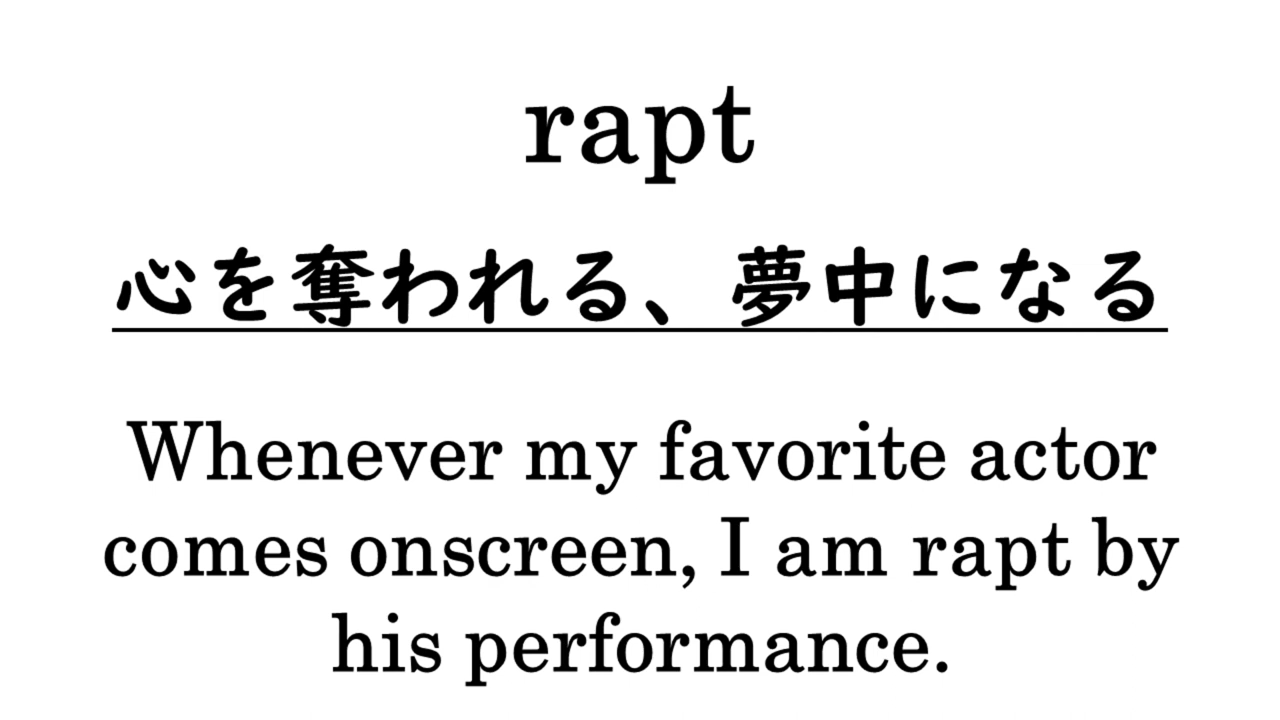 rapt
心を奪われる、夢中になる
Whenever my favorite actor
comes onscreen, I am rapt by
his performance.